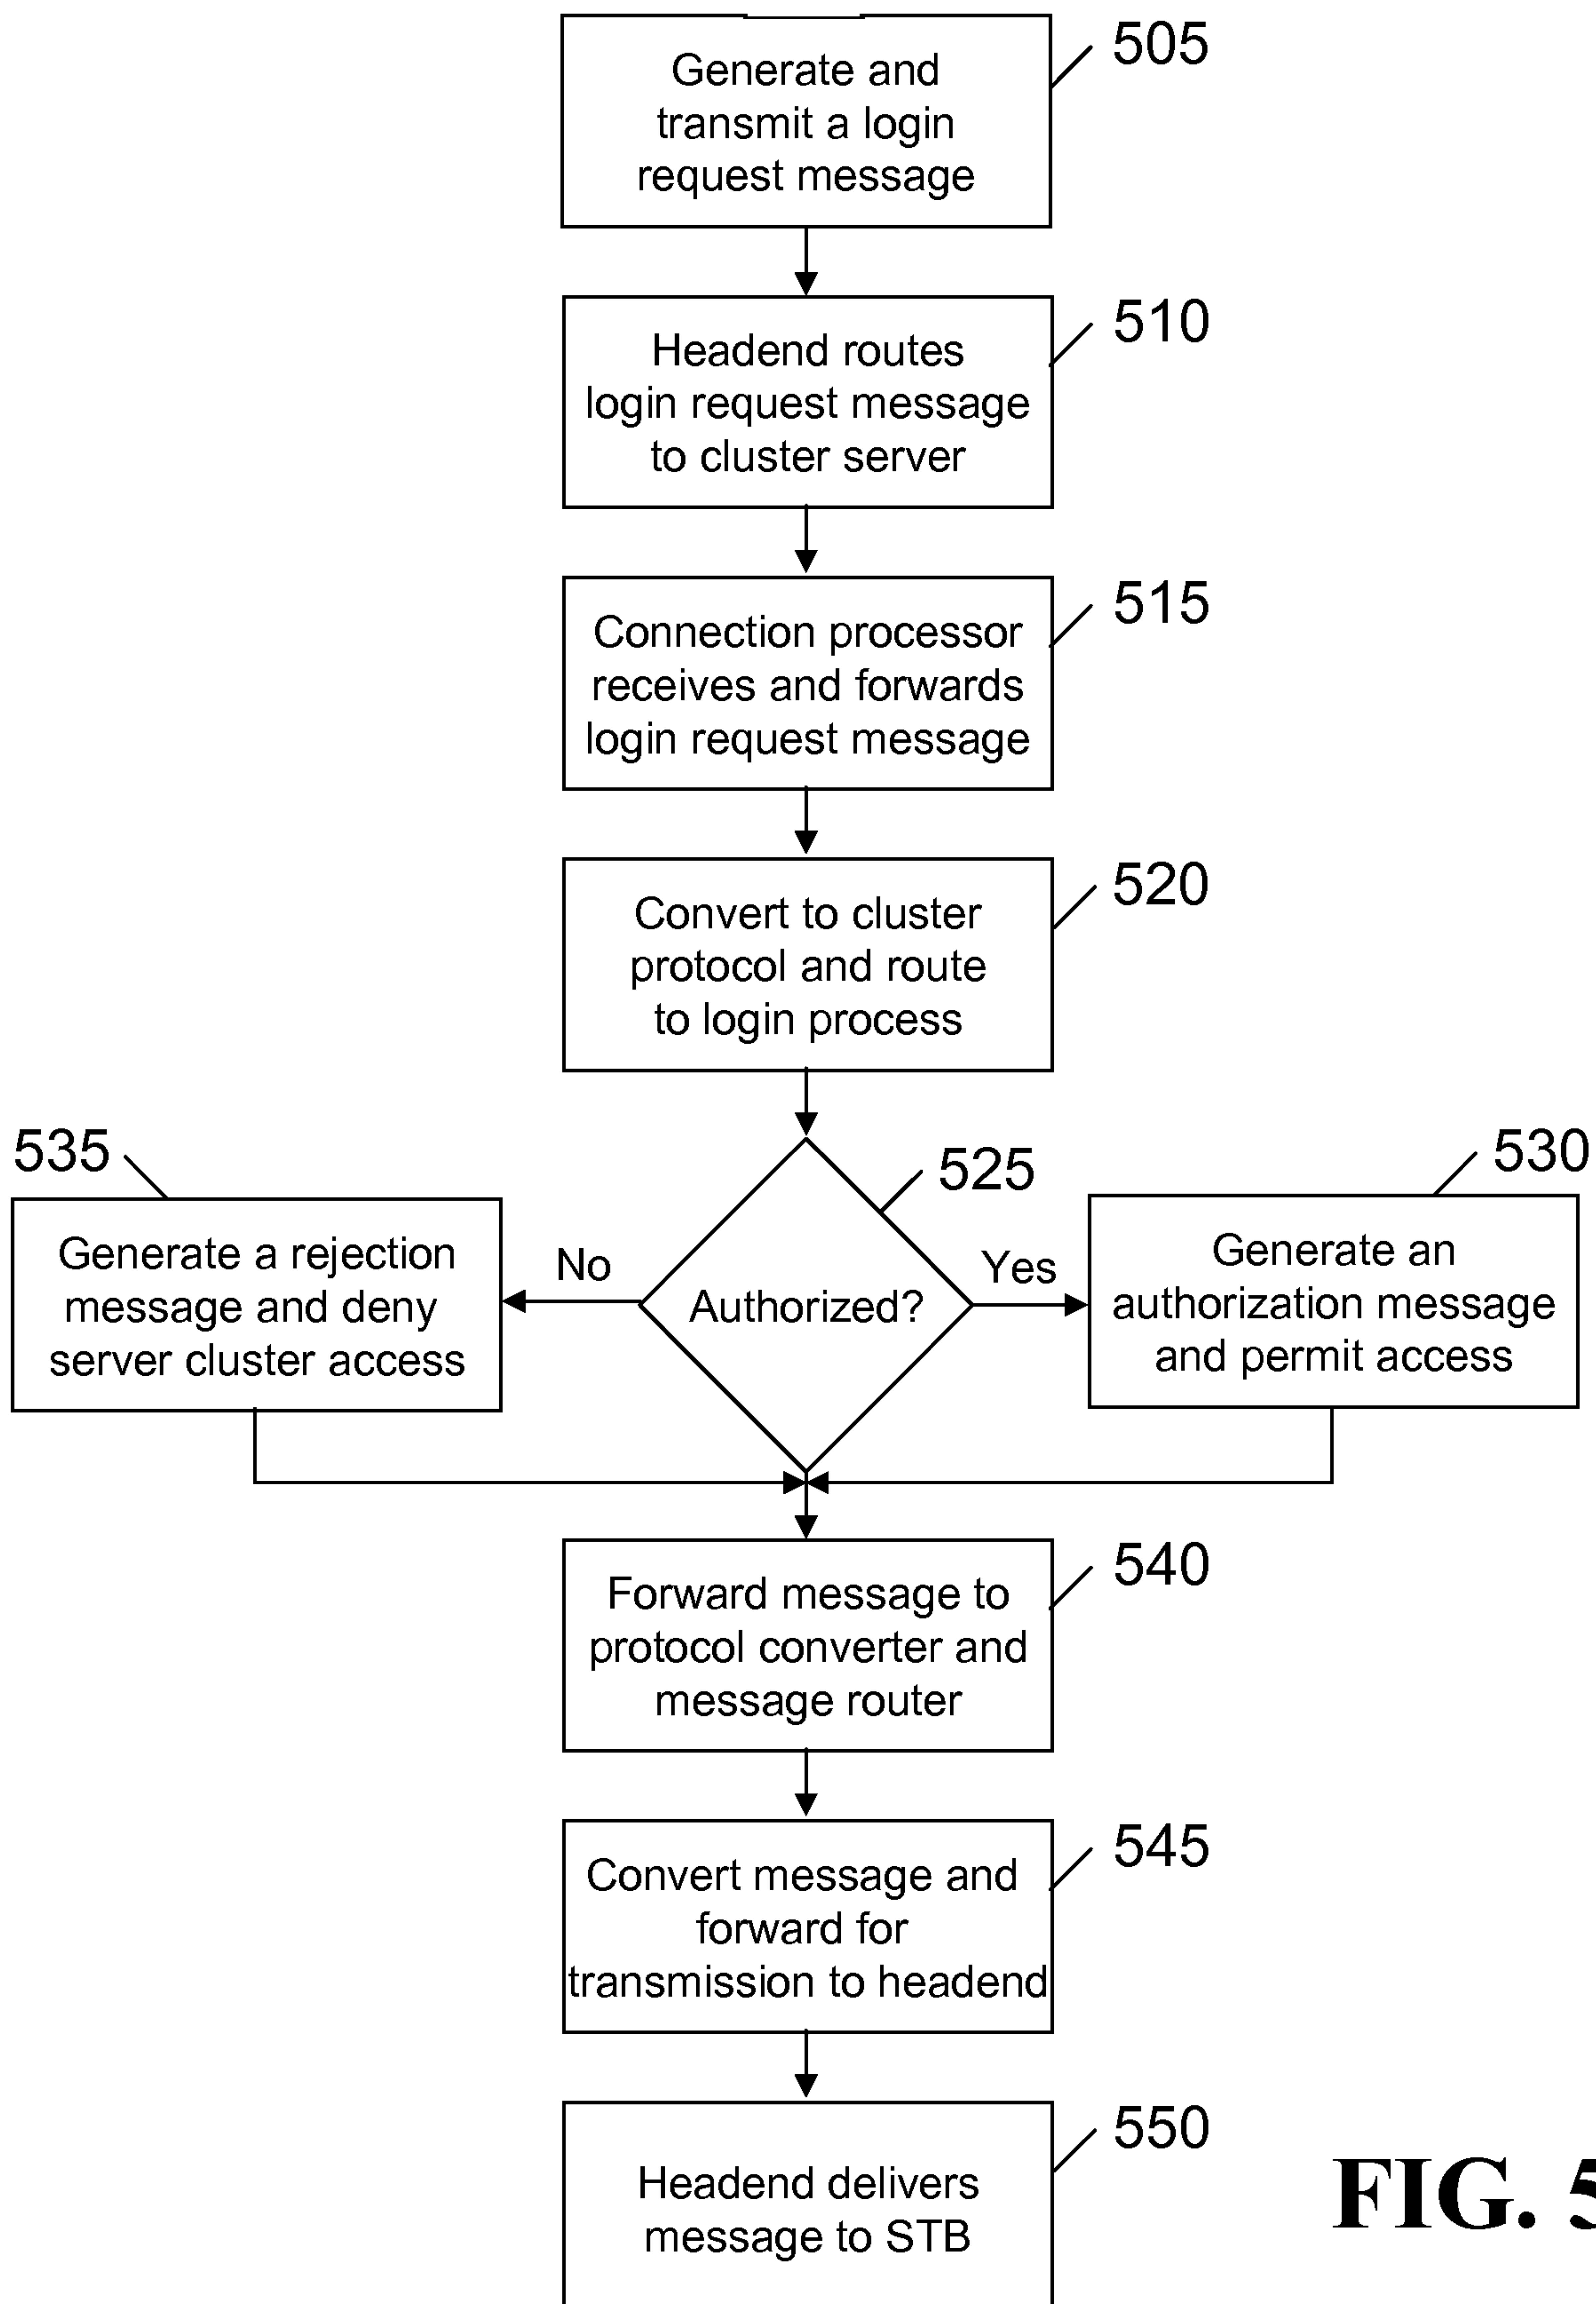 505
Generate and
transmit a login
request message
510
Headend routes
login request message
to cluster server
515
Connection processor
receives and forwards
login request message
520
Convert to cluster
protocol and route
to login process
535
525
530
Generate a rejection
message and deny
server cluster access
No
Authorized?
Yes
Generate an
authorization message
and permit access
540
Forward message to
protocol converter and
message router
545
Convert message and
forward for
transmission to headend
550
Headend delivers
message to STB
FIG. 5